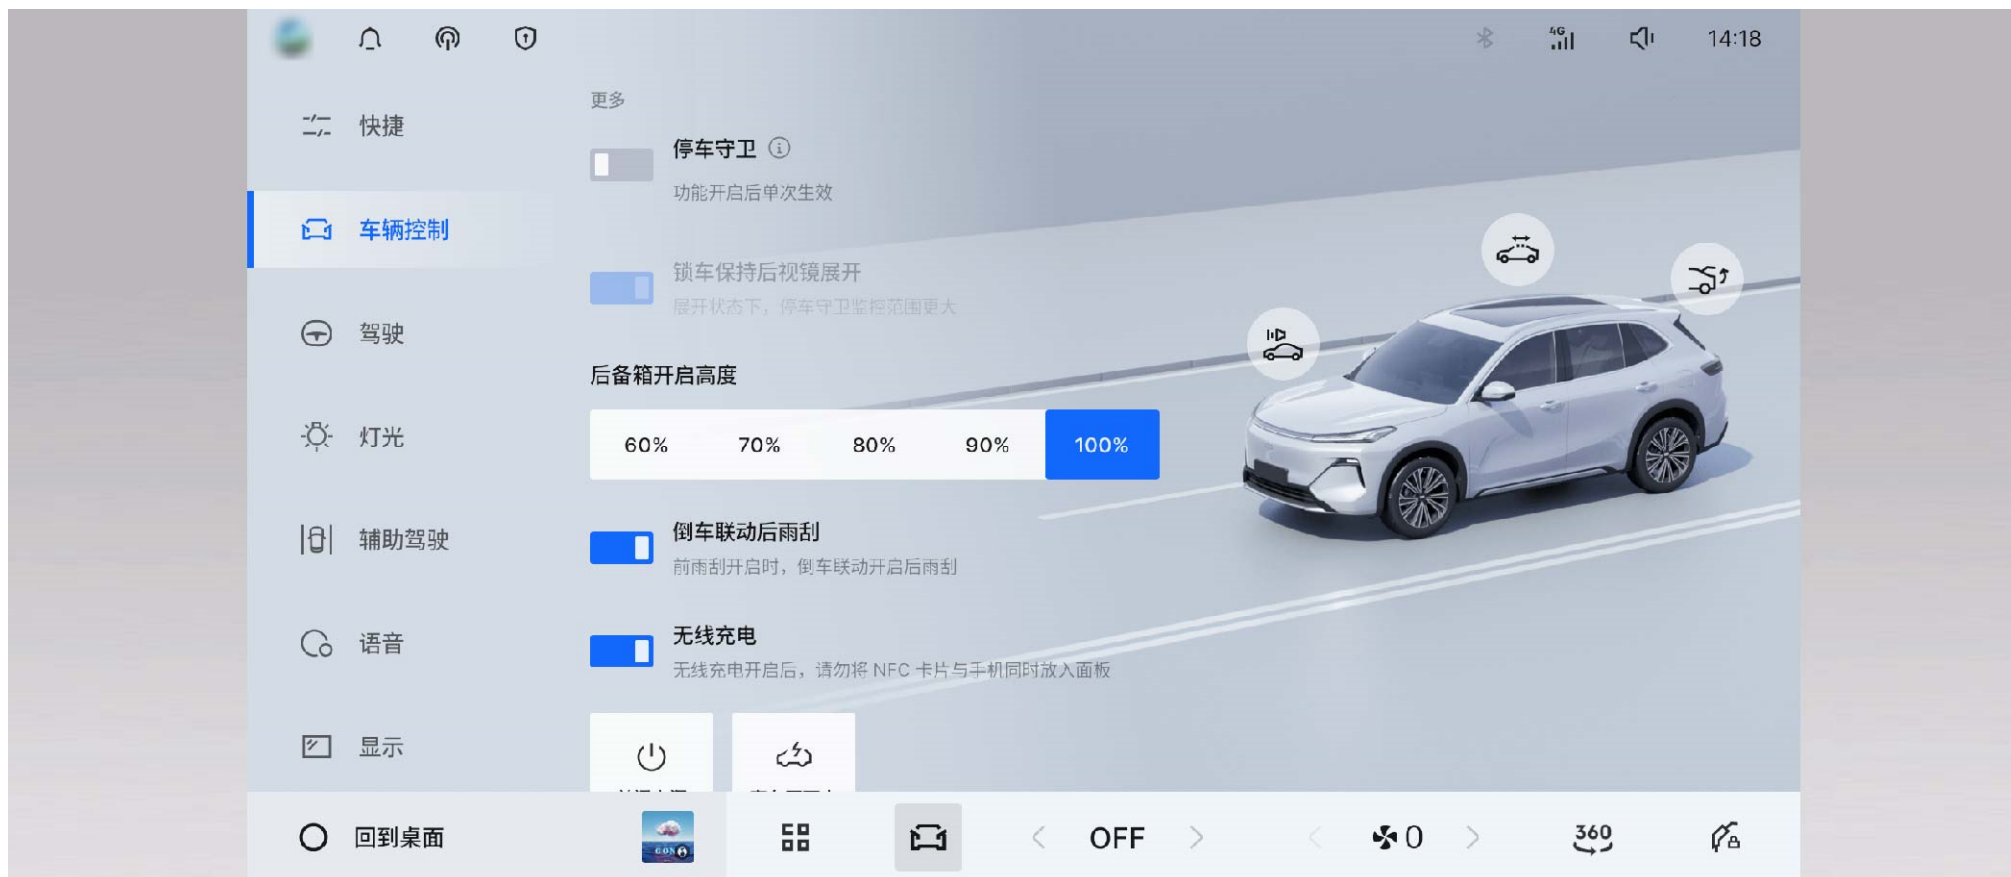 4G
14:18
快捷
车辆控制
驾驶
灯光
辅助驾驶
语音
显示
更多
停车守卫
功能开启后单次生效
锁车保持后视镜展开
展开状态下，停车守卫监控范围更大
后备箱开启高度
60% 70% 80% 90% 100%
倒车联动后雨刮
前雨刮开启时，倒车联动开启后雨刮
无线充电
无线充电开启后，请勿将 NFC 卡片与手机同时放入面板
回到桌面
OFF
0
360